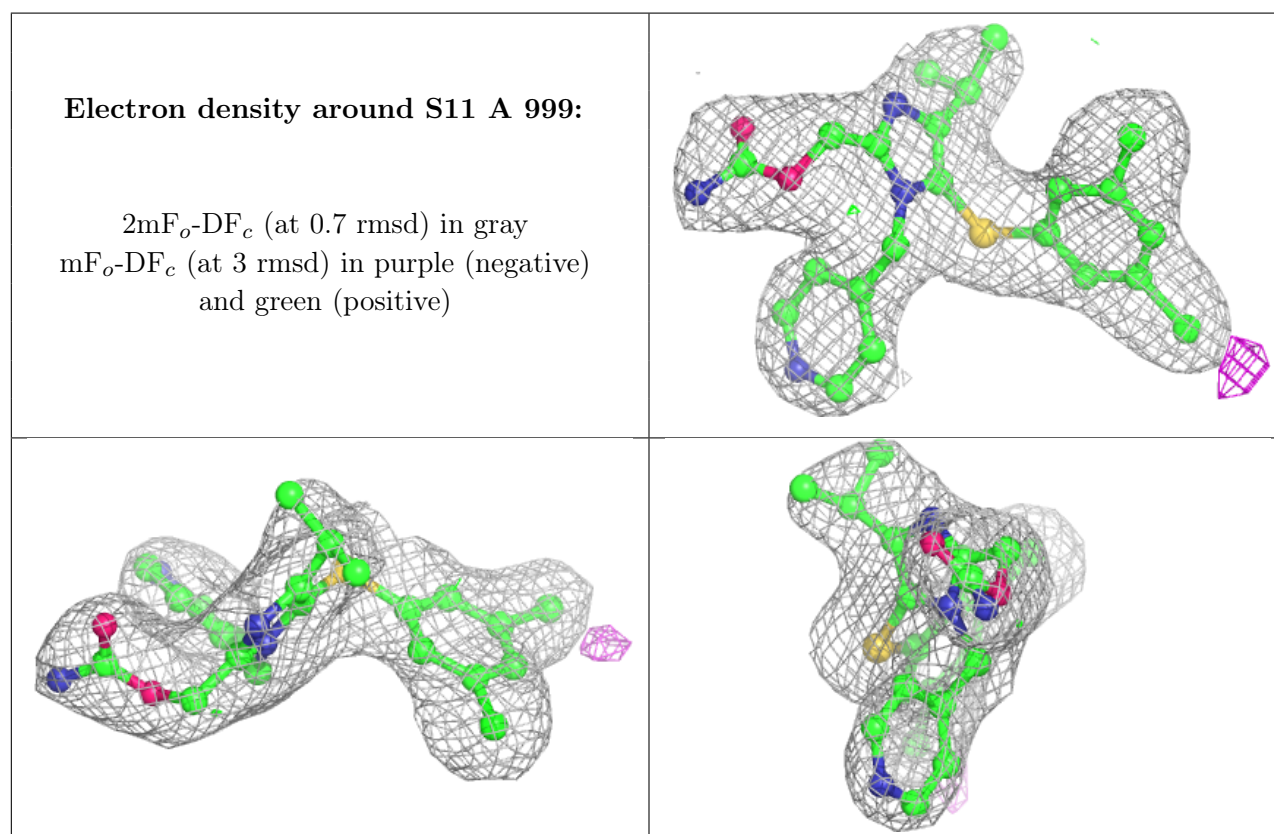 Electron density around S11 A 999:
2mFo-DFc (at 0.7 rmsd) in gray
mFo-DFc (at 3 rmsd) in purple (negative)
and green (positive)